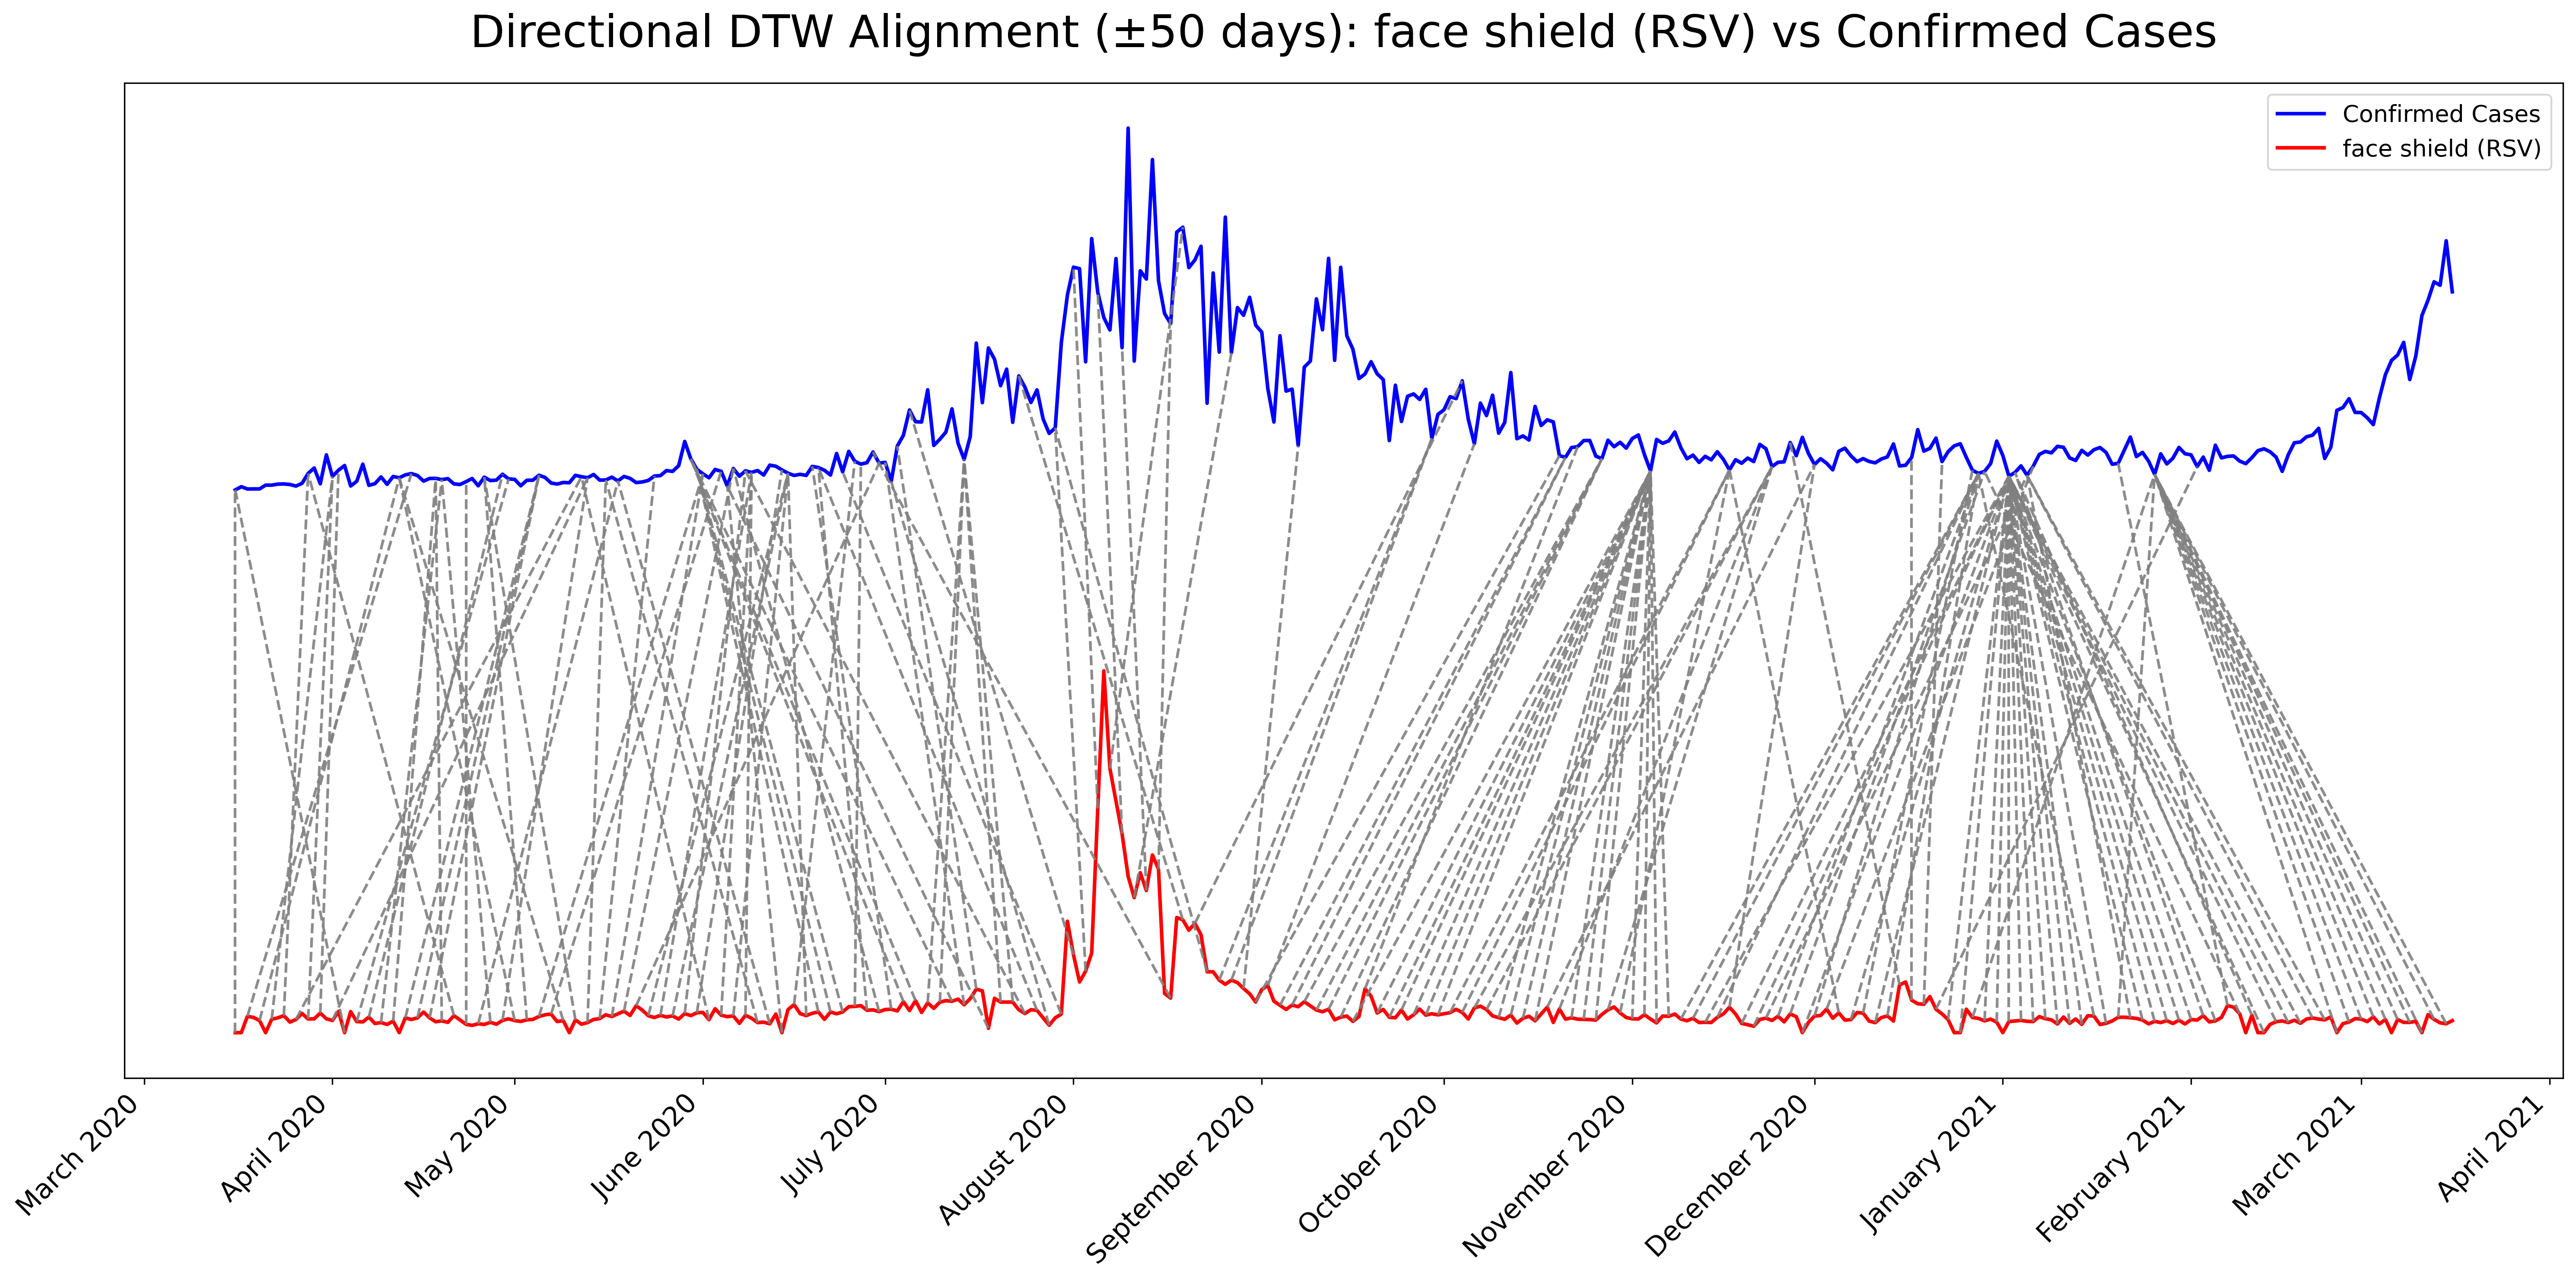 Directional DTW Alignment (±50 days): face shield (RSV) vs Confirmed Cases
Confirmed Cases
face shield (RSV)
March 2020
April 2020
May 2020
June 2020
July 2020
August 2020
September 2020
October 2020
November 2020
December 2020
January 2021
February 2021
March 2021
April 2021